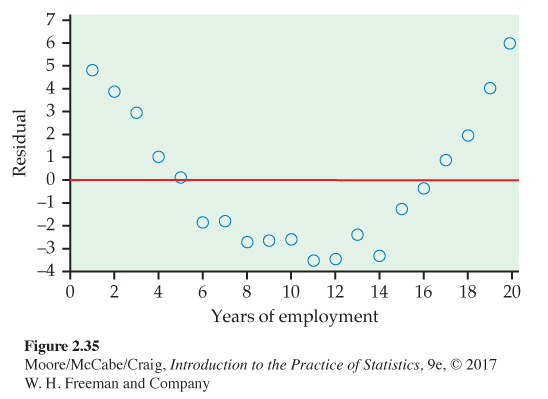 7
6
5
4
3
2
1
0
−1
−2
−3
−4
Residual
0 2 4 6 8 10 12 14 16 18 20
Years of employment
Figure 2.35
Moore/McCabe/Craig, Introduction to the Practice of Statistics, 9e, © 2017
W. H. Freeman and Company